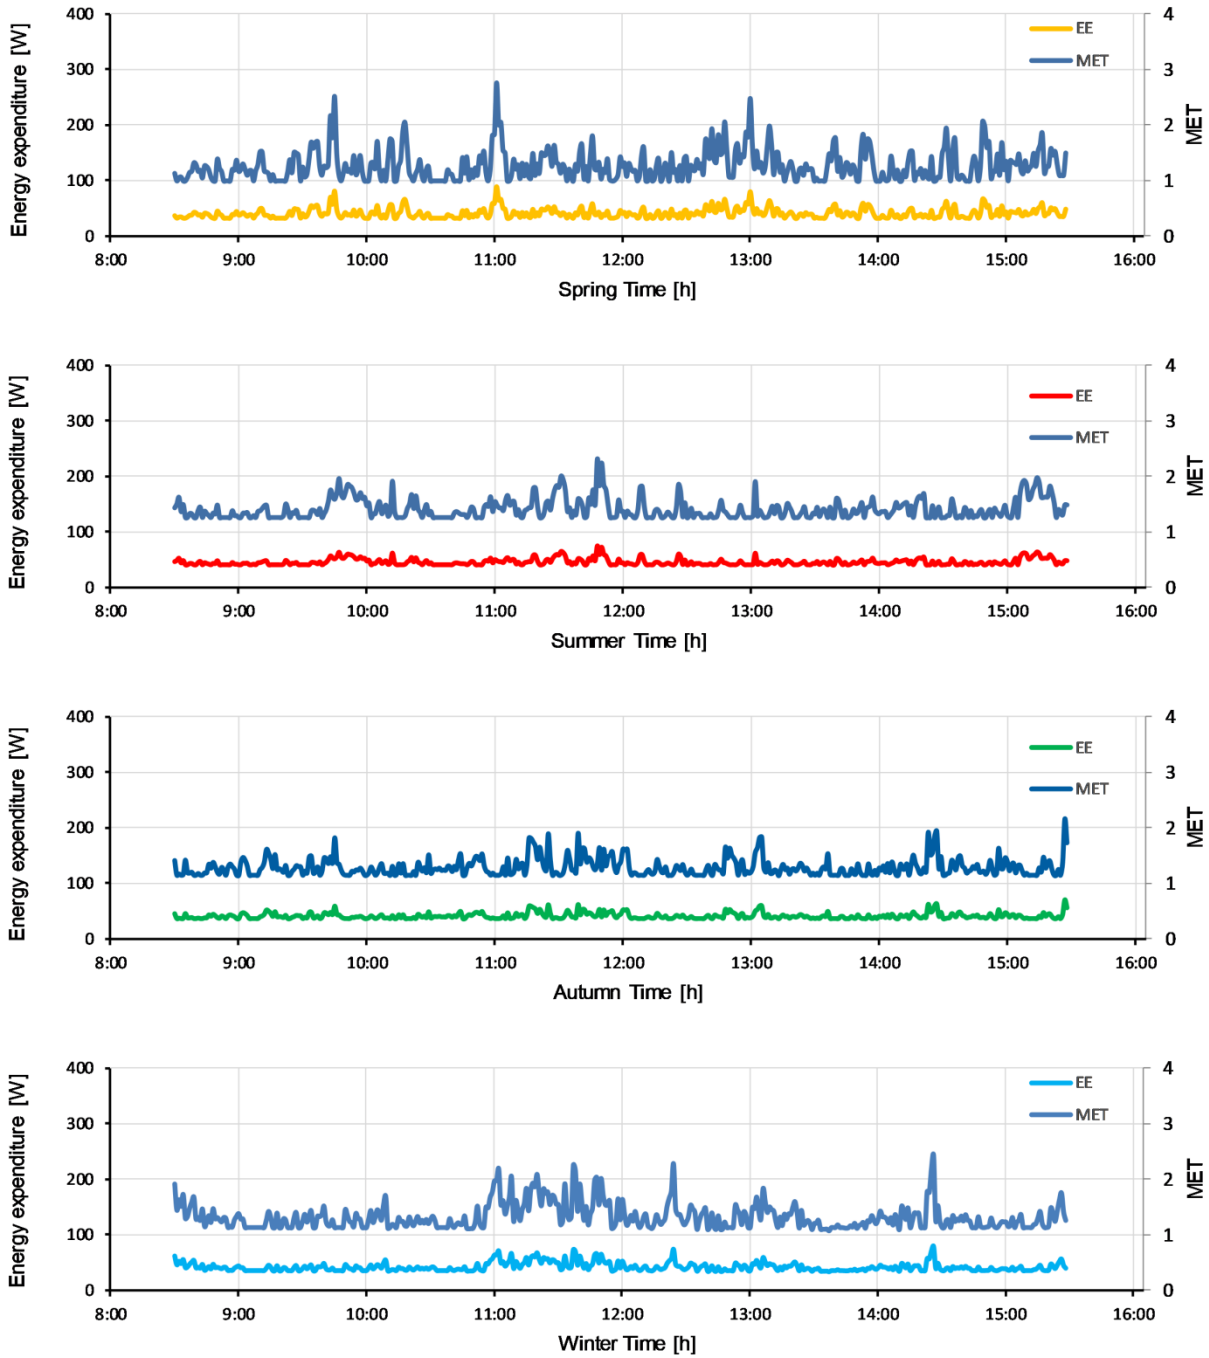 400 4
EE
300 3
MET
200 2
100 1
0 0
Energy expenditure [W]
MET
8:00 9:00 10:00 11:00 12:00 13:00 14:00 15:00 16:00
Spring Time [h]
400 4
EE
300 3
MET
200 2
100 1
0 0
Energy expenditure [W]
MET
8:00 9:00 10:00 11:00 12:00 13:00 14:00 15:00 16:00
Summer Time [h]
400 4
EE
300 3
MET
200 2
100 1
0 0
Energy expenditure [W]
MET
8:00 9:00 10:00 11:00 12:00 13:00 14:00 15:00 16:00
Autumn Time [h]
400 4
EE
MET
300 3
200 2
100 1
0 0
Energy expenditure [W]
MET
8:00 9:00 10:00 11:00 12:00 13:00 14:00 15:00 16:00
Winter Time [h]